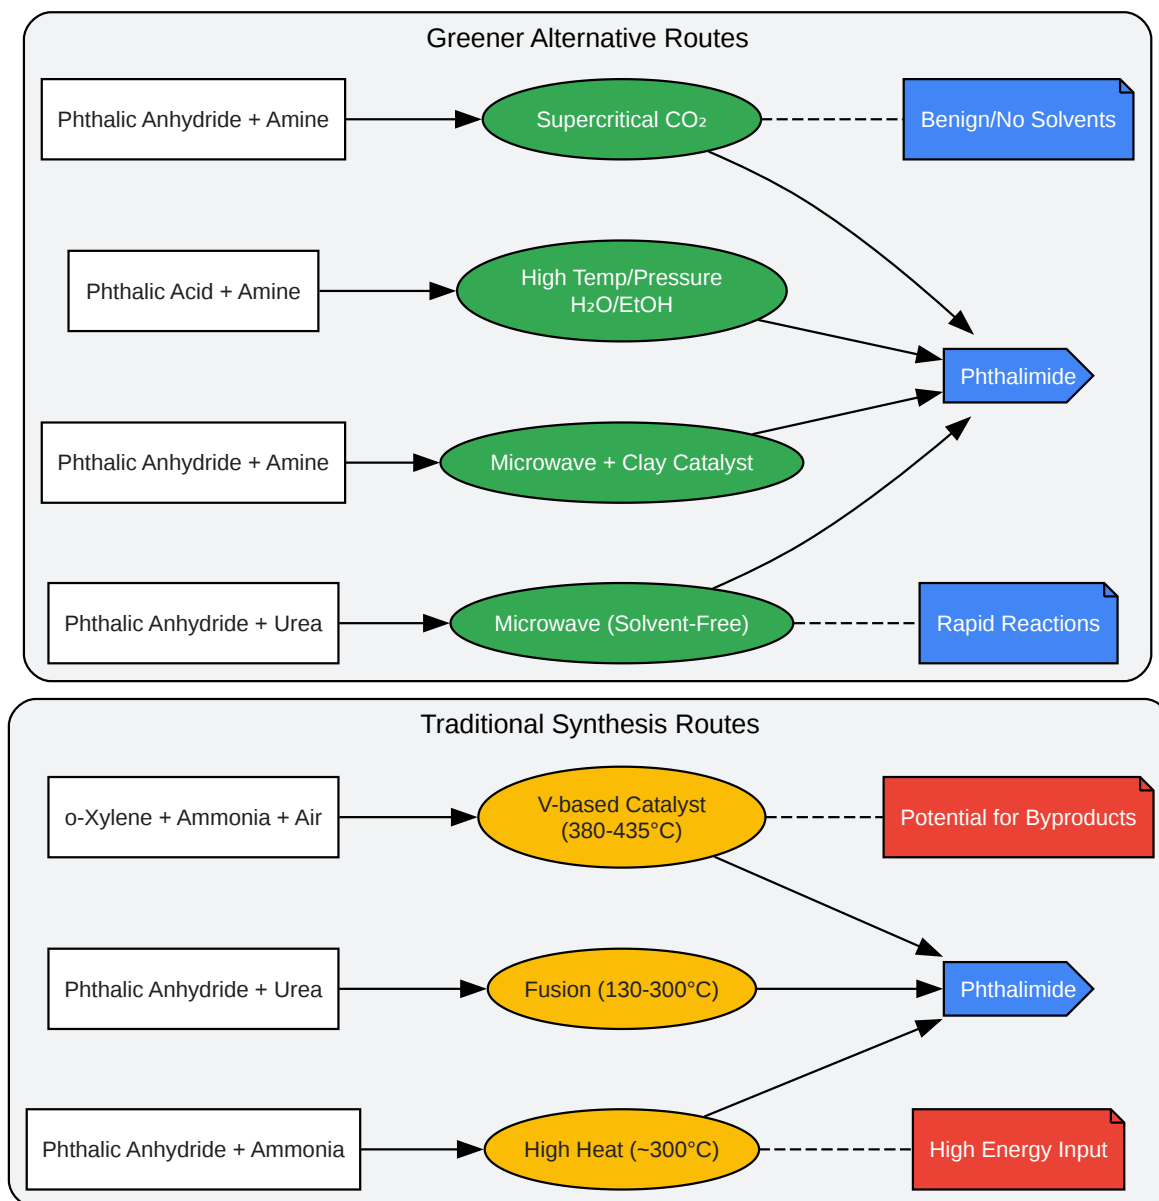 Greener Alternative Routes
Phthalic Anhydride + Amine
Supercritical CO₂
Benign/No Solvents
Phthalic Acid + Amine
High Temp/Pressure
H₂O/EtOH
Phthalimide
Phthalic Anhydride + Amine
Microwave + Clay Catalyst
Phthalic Anhydride + Urea
Microwave (Solvent-Free)
Rapid Reactions
Traditional Synthesis Routes
o-Xylene + Ammonia + Air
V-based Catalyst
(380-435°C)
Potential for Byproducts
Phthalic Anhydride + Urea
Fusion (130-300°C)
Phthalimide
Phthalic Anhydride + Ammonia
High Heat (~300°C)
High Energy Input